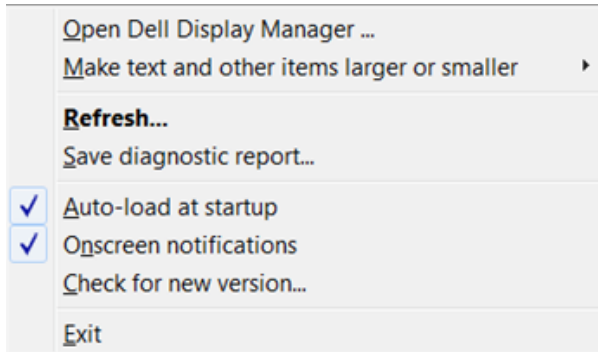 Open Dell Display Manager ...
Make text and other items larger or smaller
Refresh...
Save diagnostic report...
Auto-load at startup
Onscreen notifications
Check for new version...
Exit